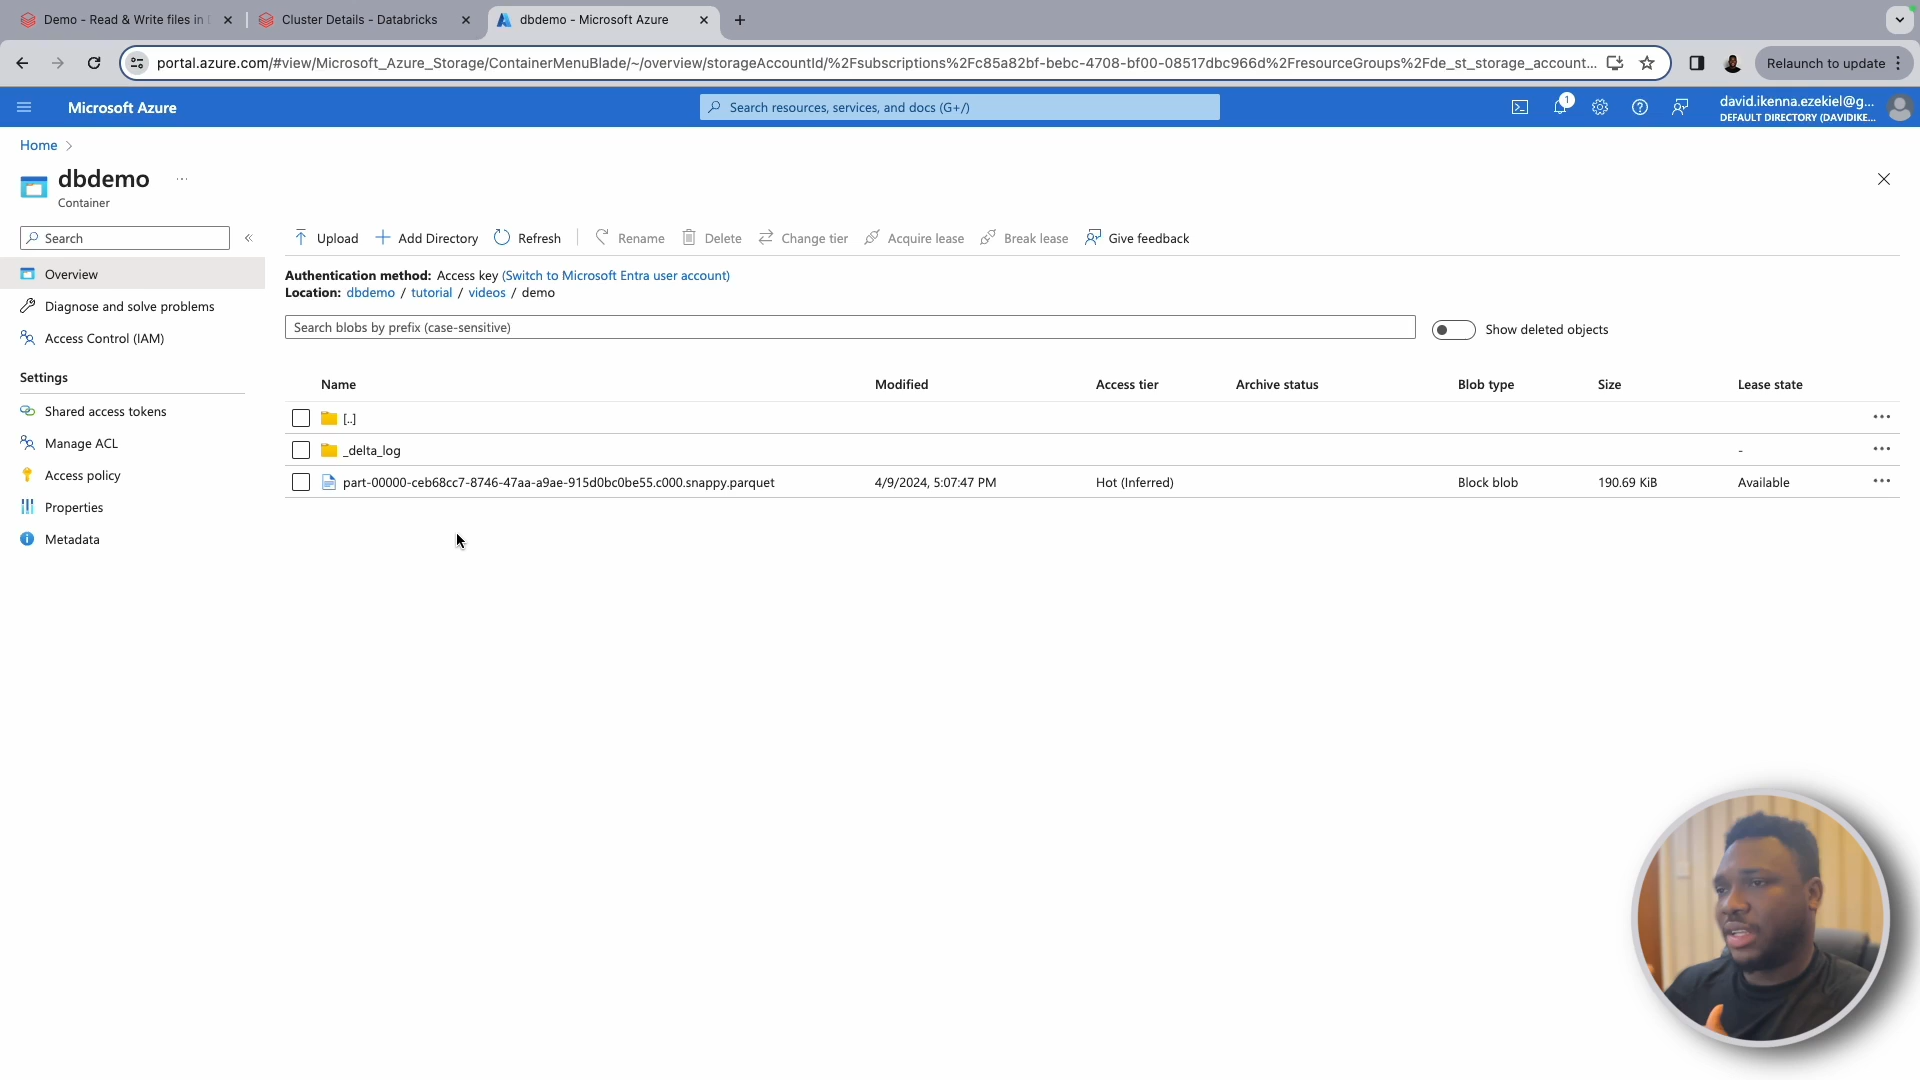 Demo - Read & Write files in D
Cluster Details - Databricks
dbdemo - Microsoft Azure
portal.azure.com/#view/Microsoft_Azure_Storage/ContainerMenuBlade/~/overview/storageAccountId/%2Fsubscriptions%2Fc85a82bf-bebc-4708-bf00-08517dbc966d%2FresourceGroups%2Fde_st_storage_account...
Relaunch to update
Microsoft Azure
Search resources, services, and docs (G+/)
1
david.ikenna.ezekiel@g...
DEFAULT DIRECTORY (DAVIDIKE...
Home
dbdemo
Container
Search
Upload
Add Directory
Refresh
Rename
Delete
Change tier
Acquire lease
Break lease
Give feedback
Overview
Diagnose and solve problems
Access Control (IAM)
Settings
Shared access tokens
Manage ACL
Access policy
Properties
Metadata
Authentication method: Access key (Switch to Microsoft Entra user account)
Location: dbdemo / tutorial / videos / demo
Search blobs by prefix (case-sensitive)
Show deleted objects
Name Modified Access tier Archive status Blob type Size Lease state
[..]
_delta_log -
part-00000-ceb68cc7-8746-47aa-a9ae-915d0bc0be55.c000.snappy.parquet 4/9/2024, 5:07:47 PM Hot (Inferred) Block blob 190.69 KiB Available